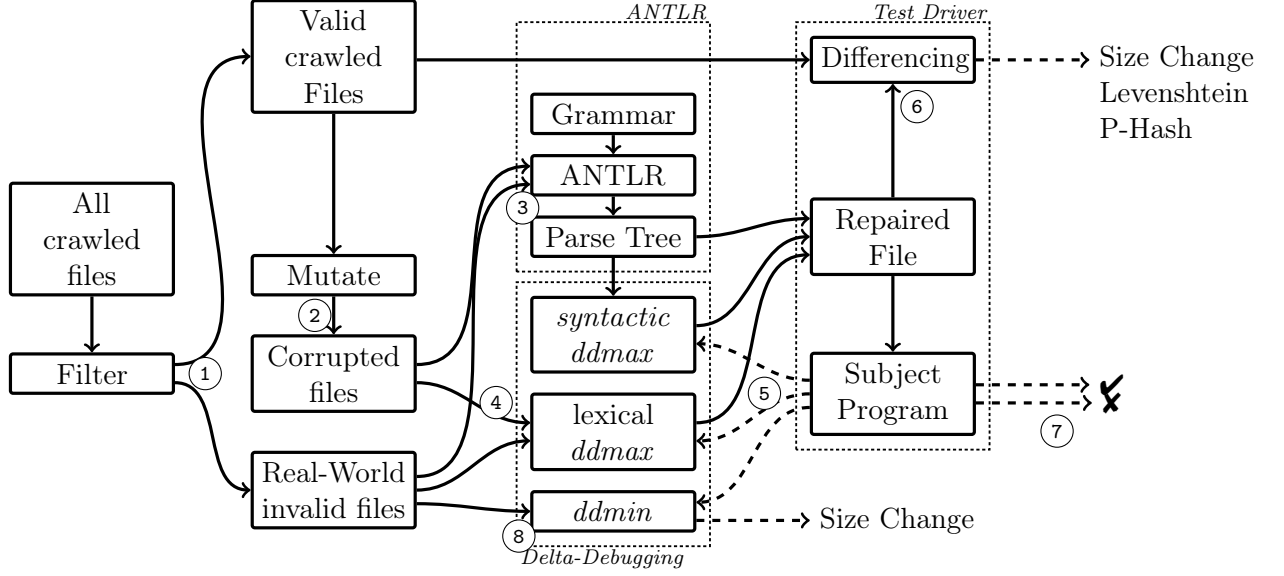 All
crawled
files
Filter
1
Valid
crawled
Files
Mutate
2
Corrupted
files
Real-World
invalid files
ANTLR
Grammar
ANTLR
3
Parse Tree
syntactic
ddmax
4
lexical
ddmax
ddmin
8
Delta-Debugging
5
Test Driver
Differencing
6
Repaired
File
Subject
Program
7
Size Change
Levenshtein
P-Hash
Size Change